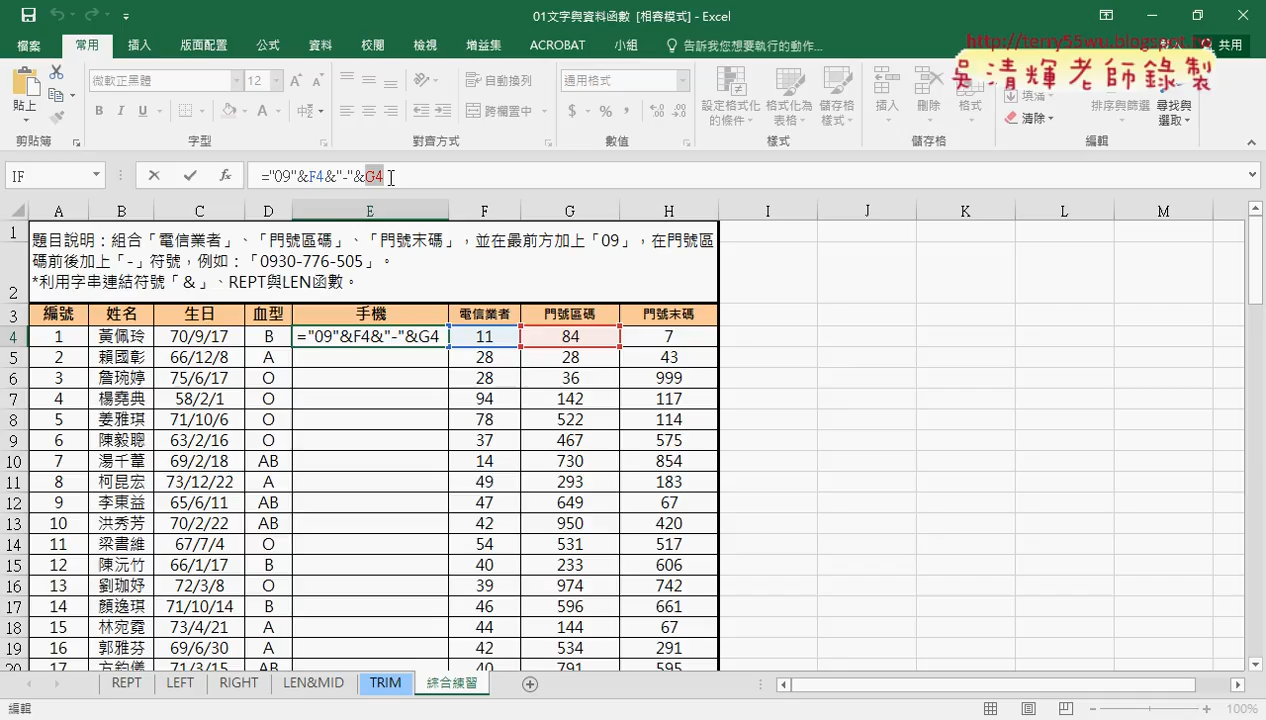 01文字與資料函數 [相容模式] - Excel
檔案 常用 插入 版面配置 公式 資料 校閱 檢視 增益集 ACROBAT 小組 告訴我您想要執行的動作... 共用
http://terry55wu.blogspot.
吳清輝老師錄製
微軟正黑體 12 自動換列 通用格式
貼上 B I U 跨欄置中 $ % 設定格式化的條件 格式化為表格 儲存格樣式 插入 刪除 格式 填滿 清除 排序與篩選 尋找與選取
剪貼簿 字型 對齊方式 數值 樣式 儲存格 編輯
IF ="09"&F4&"-"&G4
A B C D E F G H I J K L M
1 題目說明:組合「電信業者」、「門號區碼」、「門號末碼」,並在最前方加上「09」,在門號區
碼前後加上「-」符號,例如:「0930-776-505」。
2 *利用字串連結符號「&」、REPT與LEN函數。
3 編號 姓名 生日 血型 手機 電信業者 門號區碼 門號末碼
4 1 黃佩玲 70/9/17 B ="09"&F4&"-"&G4 11 84 7
5 2 賴國彰 66/12/8 A 28 28 43
6 3 詹琬婷 75/6/17 O 28 36 999
7 4 楊堯典 58/2/1 O 94 142 117
8 5 姜雅琪 71/10/6 O 78 522 114
9 6 陳毅聰 63/2/16 O 37 467 575
10 7 湯千葦 69/2/18 AB 14 730 854
11 8 柯昆宏 73/12/22 A 49 293 183
12 9 李東益 65/6/11 AB 47 649 67
13 10 洪秀芳 70/2/22 AB 42 950 420
14 11 梁書維 67/7/4 O 54 531 517
15 12 陳沅竹 66/1/17 B 40 233 606
16 13 劉珈妤 72/3/8 O 39 974 742
17 14 顏逸琪 71/10/14 B 46 596 661
18 15 林宛霓 73/4/21 A 44 144 67
19 16 郭雅芬 69/6/30 A 42 534 291
20 17 方鈞儀 71/3/15 AB 40 791 595
REPT LEFT RIGHT LEN&MID TRIM 綜合練習
編輯 100%